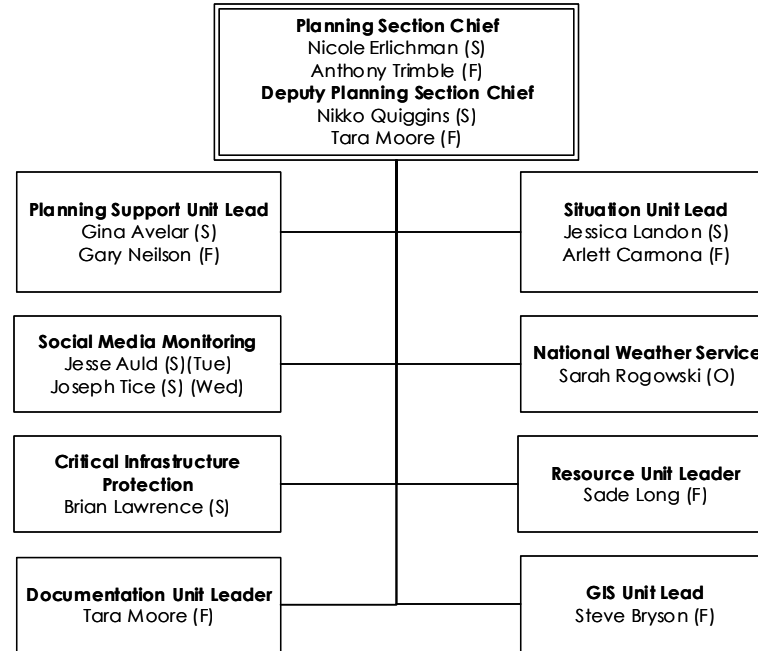 Planning Section Chief
Nicole Erlichman (S)
Anthony Trimble (F)
Deputy Planning Section Chief
Nikko Quiggins (S)
Tara Moore (F)
Planning Support Unit Lead
Gina Avelar (S)
Gary Neilson (F)
Situation Unit Lead
Jessica Landon (S)
Arlett Carmona (F)
Social Media Monitoring
Jesse Auld (S)(Tue)
Joseph Tice (S) (Wed)
National Weather Service
Sarah Rogowski (O)
Critical Infrastructure
Protection
Brian Lawrence (S)
Resource Unit Leader
Sade Long (F)
Documentation Unit Leader
Tara Moore (F)
GIS Unit Lead
Steve Bryson (F)